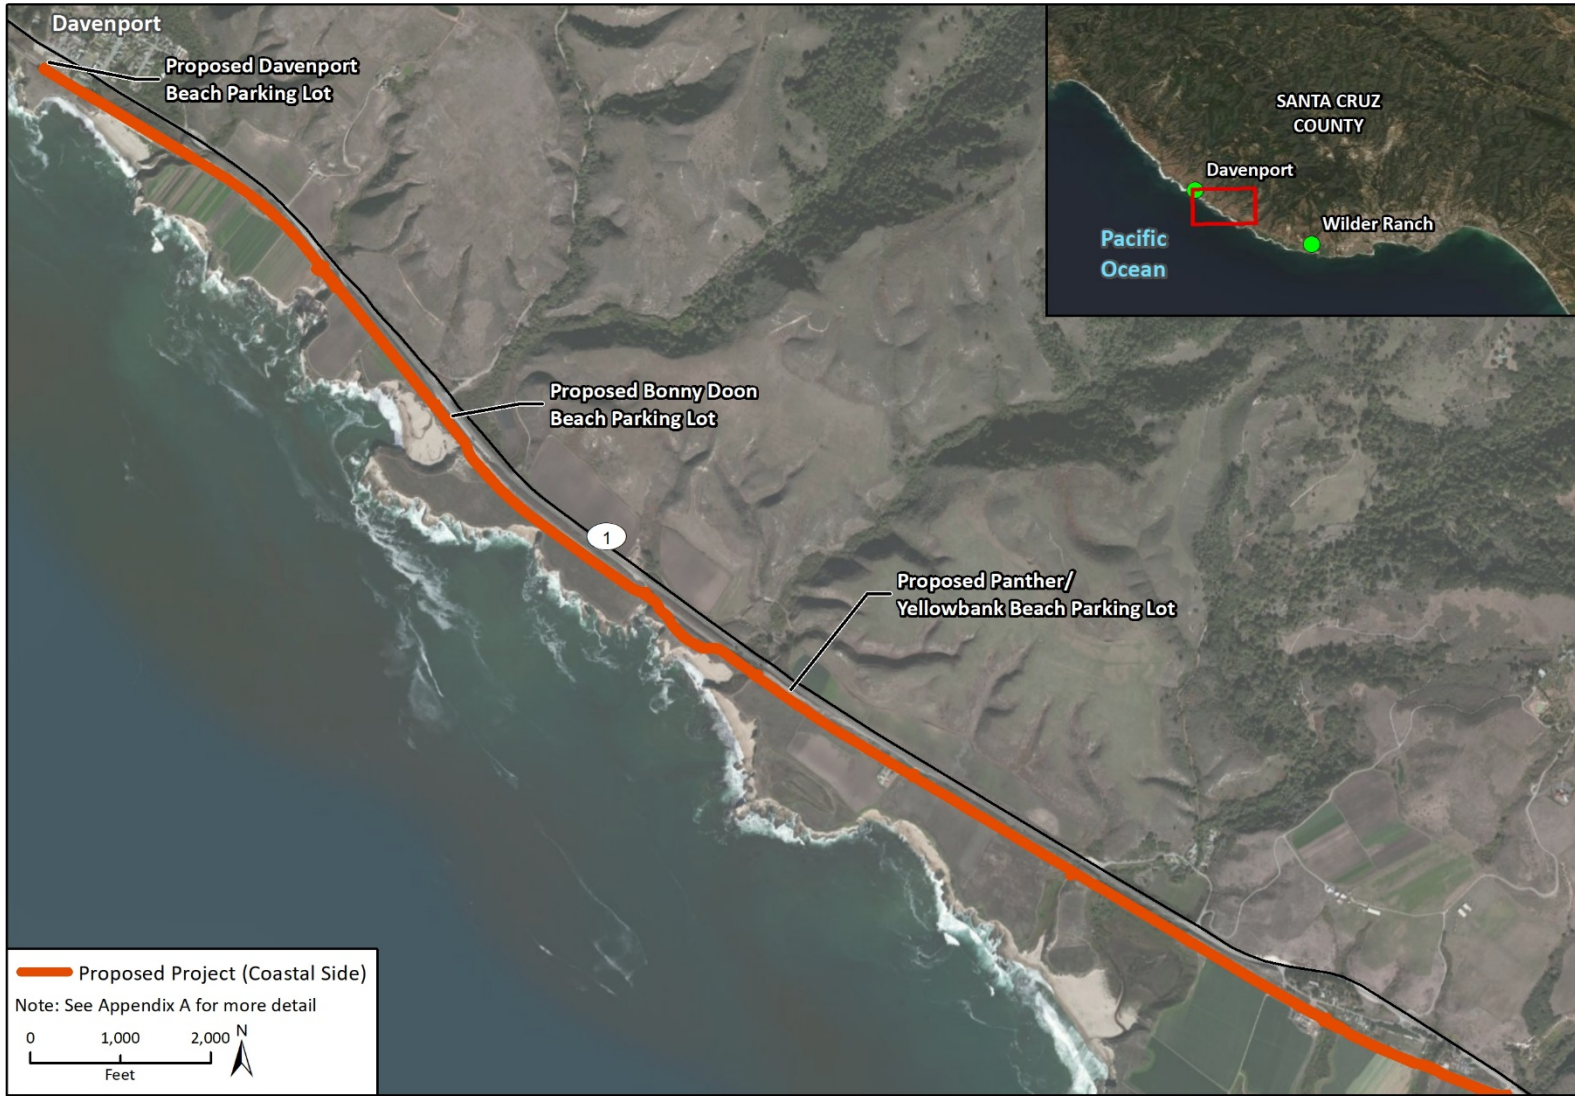 Davenport
Proposed Davenport
Beach Parking Lot
SANTA CRUZ
COUNTY
Davenport
Wilder Ranch
Pacific
Ocean
Proposed Bonny Doon
Beach Parking Lot
1
Proposed Panther/
Yellowbank Beach Parking Lot
Proposed Project (Coastal Side)
Note: See Appendix A for more detail
0 1,000 2,000 N
Feet